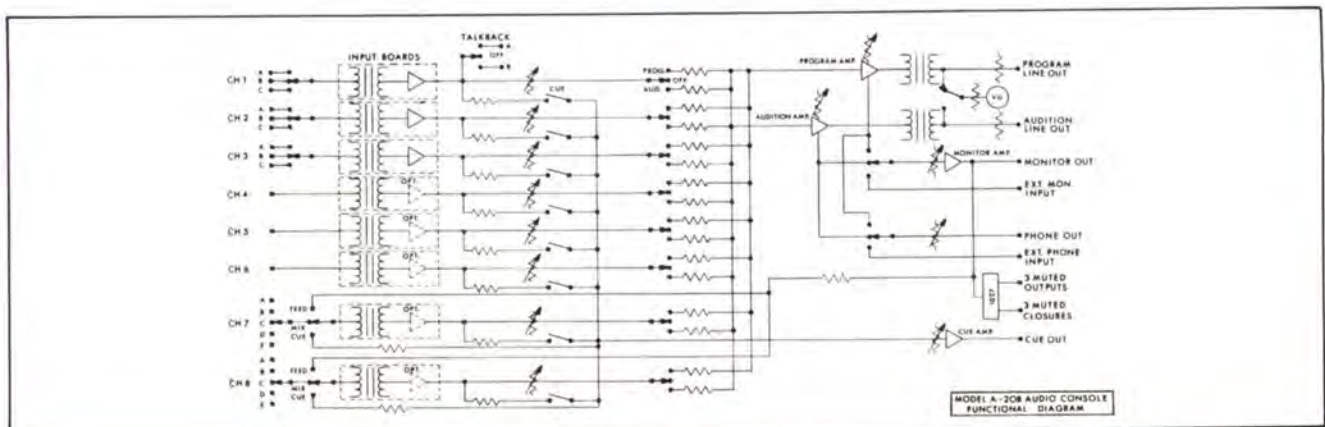 TALKBACK
A
OFF
B
INPUT BOARDS
CH 1
A
B
C
CUE
PROG.
OFF
AUD.
PROGRAM AMP.
PROGRAM
LINE OUT
VU
CH 2
A
B
C
AUDITION AMP.
AUDITION
LINE OUT
CH 3
A
B
C
MONITOR AMP.
MONITOR OUT
CH 4
OPT.
EXT. MON.
INPUT
CH 5
OPT.
PHONE OUT
EXT. PHONE
INPUT
CH 6
OPT.
3 MUTED
OUTPUTS
3 MUTED
CLOSURES
CH 7
A
B
C
D
E
FEED
MIX
CUE
OPT.
CUE AMP.
CUE OUT
CH 8
A
B
C
D
E
FEED
MIX
CUE
OPT.
MODEL A-20B AUDIO CONSOLE
FUNCTIONAL DIAGRAM